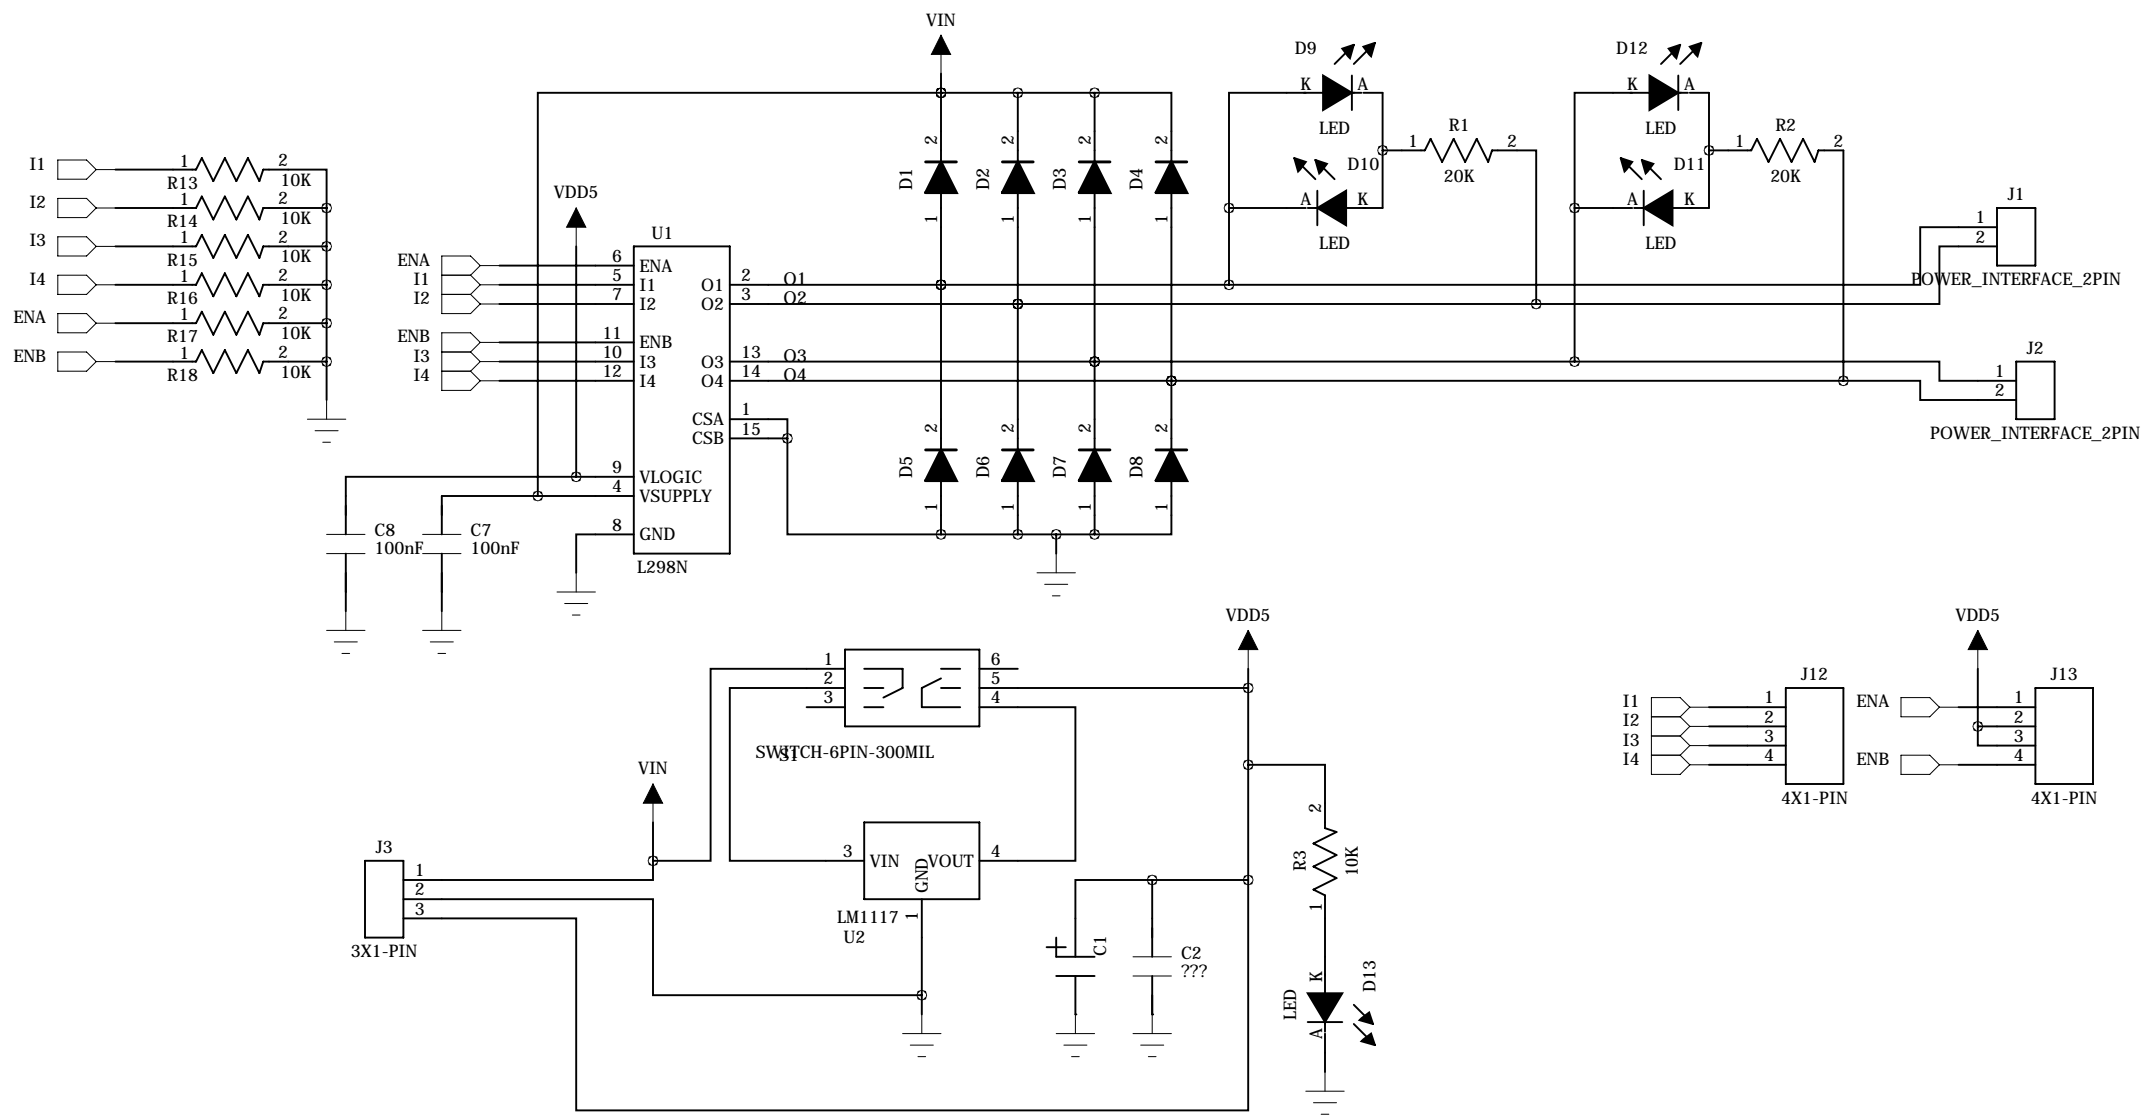 VIN
D9
K
A
LED
D10
A
K
LED
R1
1
2
20K
D12
K
A
LED
D11
A
K
LED
R2
1
2
20K
I1
1
2
R13
10K
I2
1
2
R14
10K
I3
1
2
R15
10K
I4
1
2
R16
10K
ENA
1
2
R17
10K
ENB
1
2
R18
10K
VDD5
U1
ENA
6
ENA
I1
5
I1
I2
7
I2
ENB
11
ENB
I3
10
I3
I4
12
I4
9
VLOGIC
4
VSUPPLY
8
GND
L298N
O1
2
O1
O2
3
O2
O3
13
O3
O4
14
O4
CSA
1
CSB
15
C8
100nF
C7
100nF
2
D1
1
2
D2
1
2
D3
1
2
D4
1
2
D5
1
2
D6
1
2
D7
1
2
D8
1
J1
1
2
POWER_INTERFACE_2PIN
J2
1
2
POWER_INTERFACE_2PIN
1
2
3
6
5
4
SWITCH-6PIN-300MIL
S1
VIN
J3
1
2
3
3X1-PIN
3
VIN
GND
VOUT
4
LM1117
1
U2
VDD5
C1
C2
???
2
R3
10K
1
K
LED
D13
A
J12
I1
1
I2
2
I3
3
I4
4
4X1-PIN
VDD5
J13
ENA
1
2
3
ENB
4
4X1-PIN